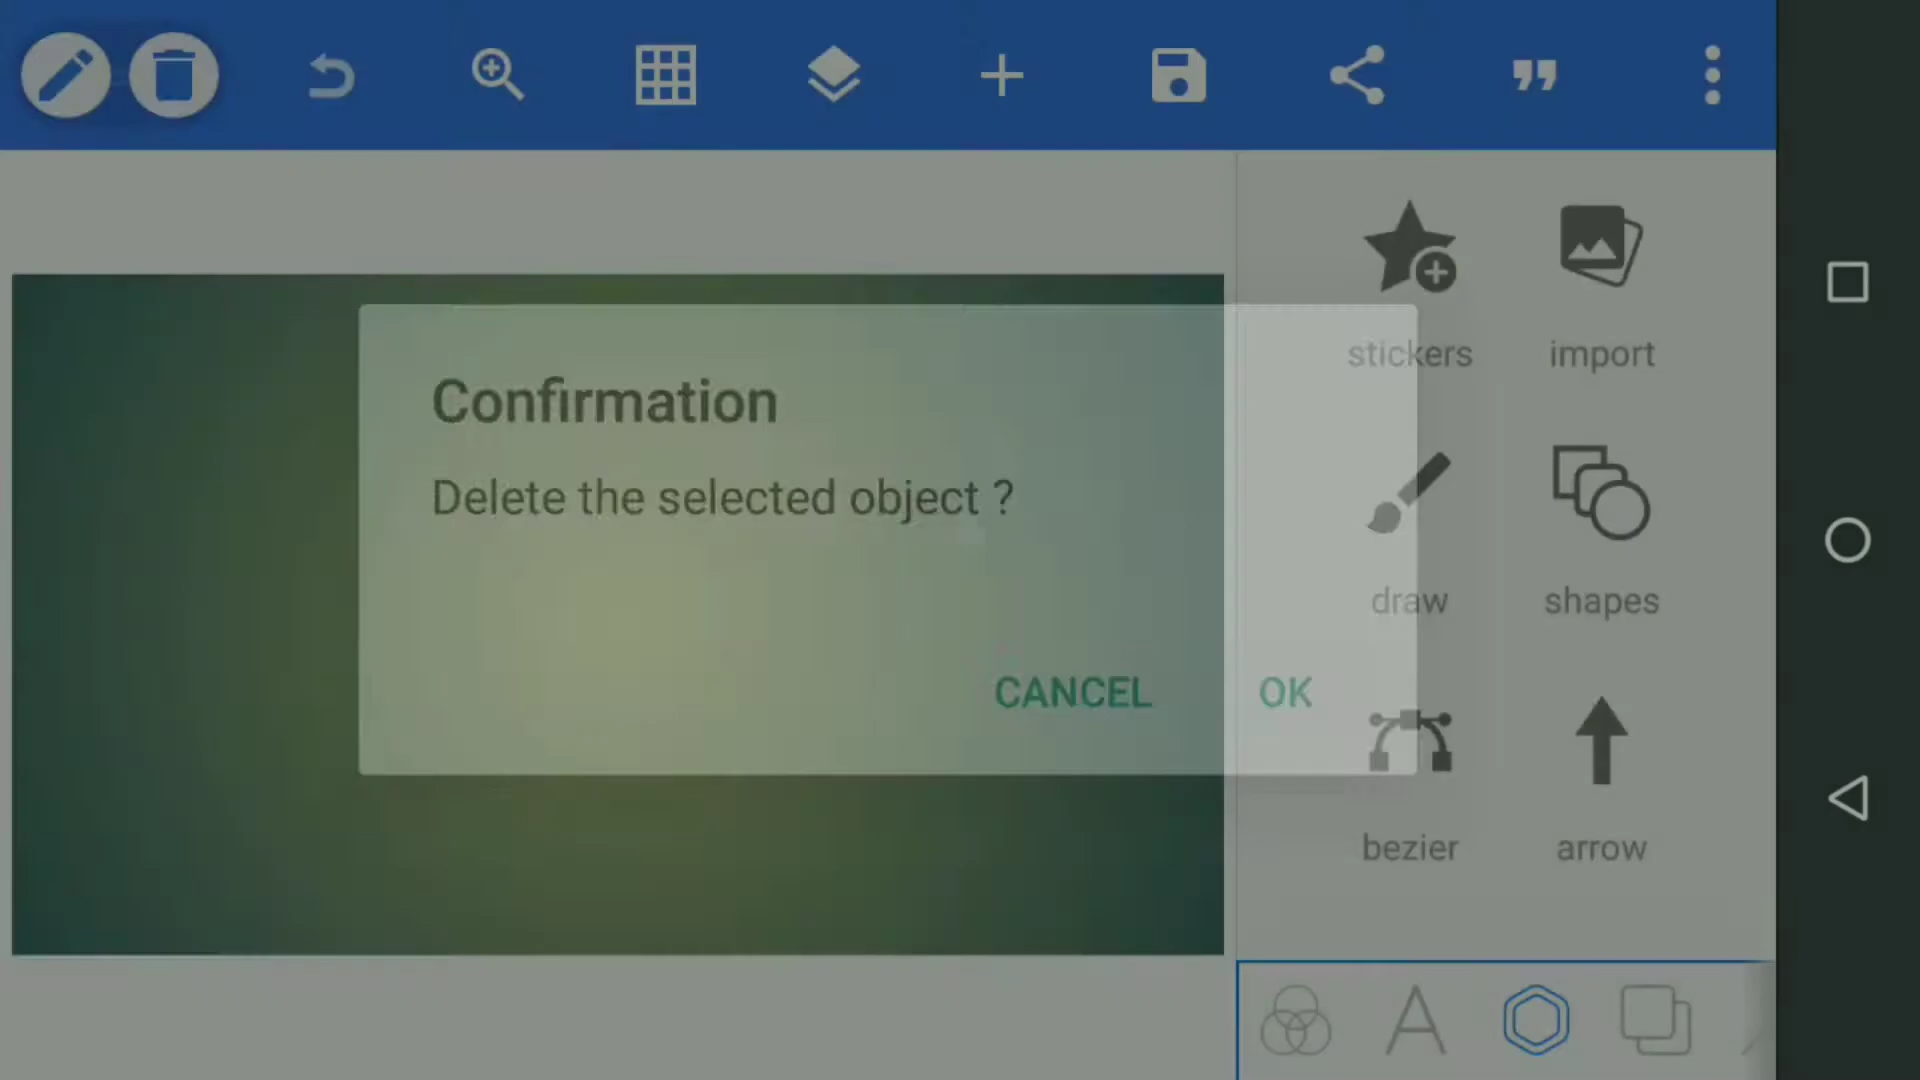 stickers import
Confirmation
Delete the selected object ?
draw shapes
CANCEL OK
bezier arrow